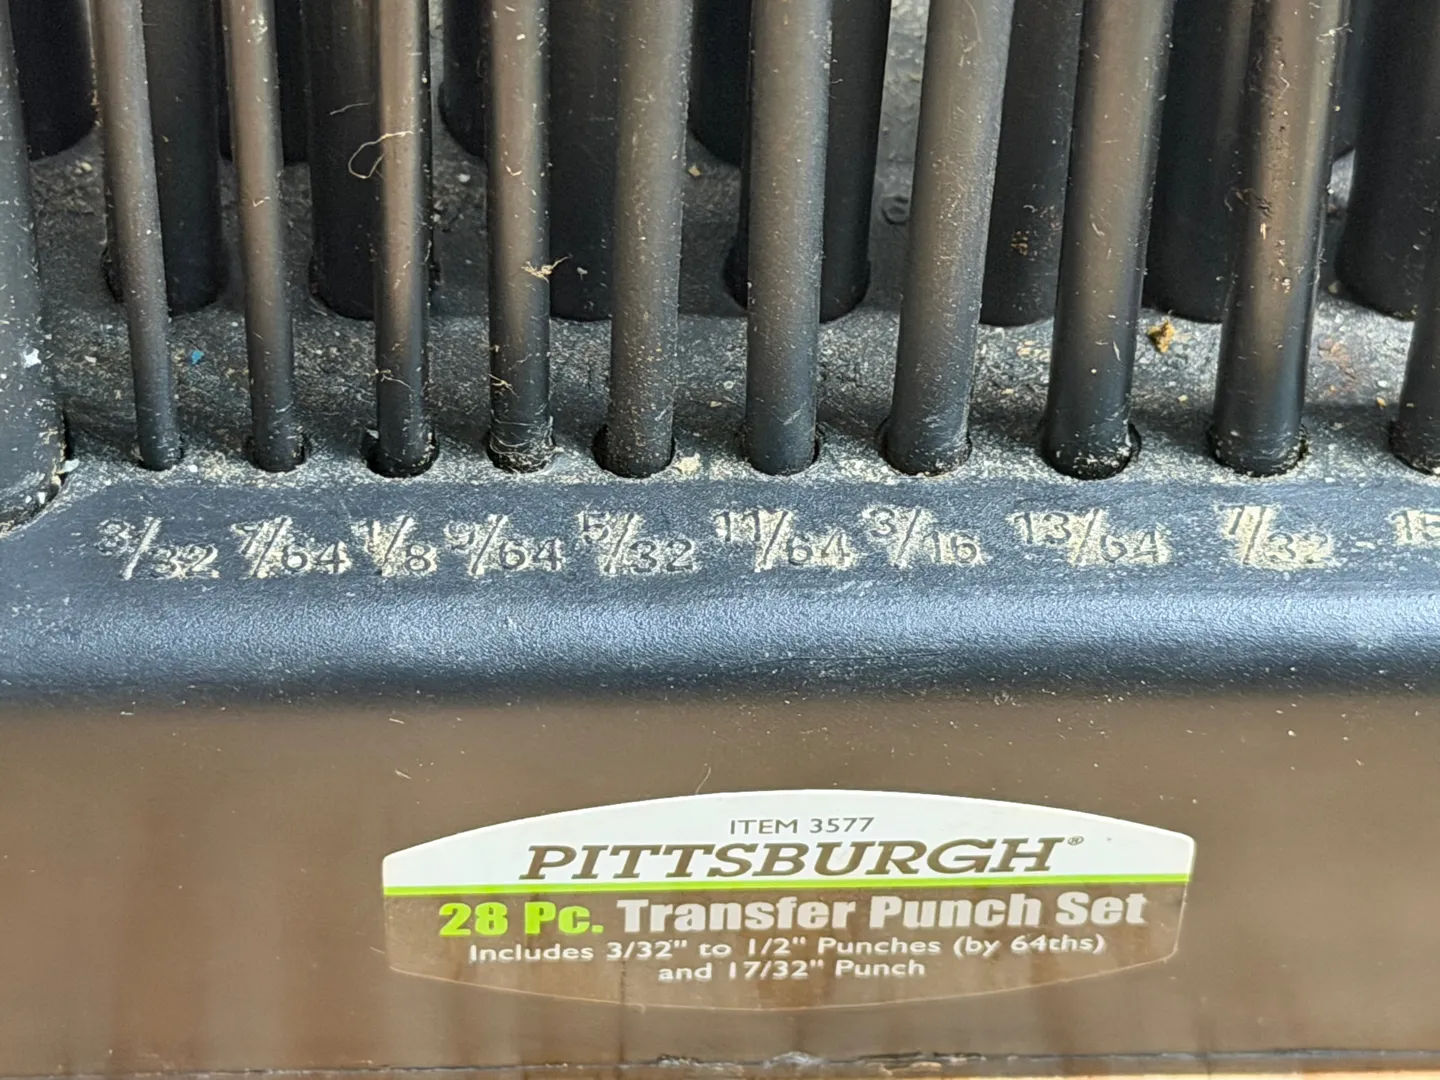 3/32 7/64 1/8 9/64 5/32 11/64 3/16 13/64 7/32 - 15
ITEM 3577
PITTSBURGH®
28 Pc. Transfer Punch Set
Includes 3/32" to 1/2" Punches (by 64ths)
and 17/32" Punch